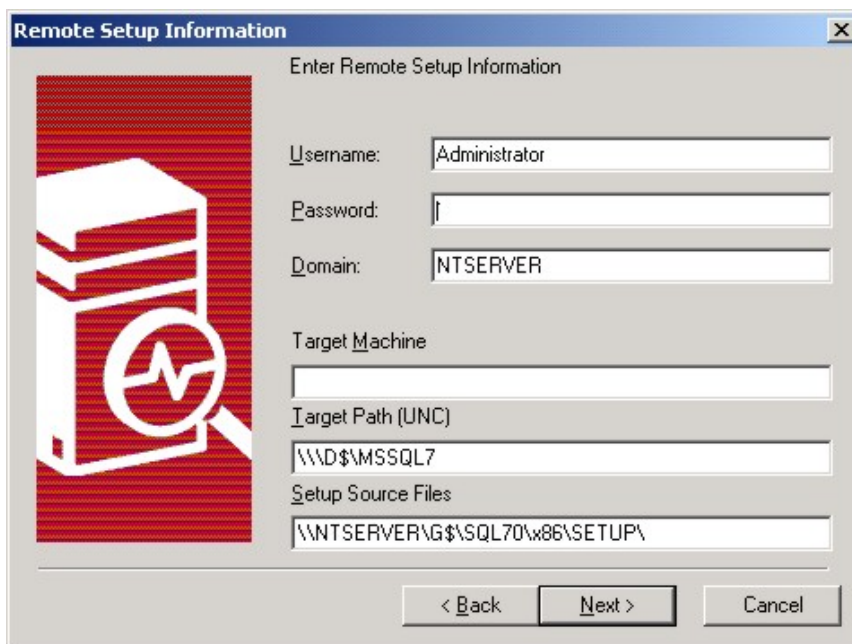 Remote Setup Information
Enter Remote Setup Information
Username: Administrator
Password:
Domain: NTSERVER
Target Machine
Target Path (UNC)
\\\D$\MSSQL7
Setup Source Files
\\NTSERVER\G$\SQL70\x86\SETUP\
< Back Next > Cancel